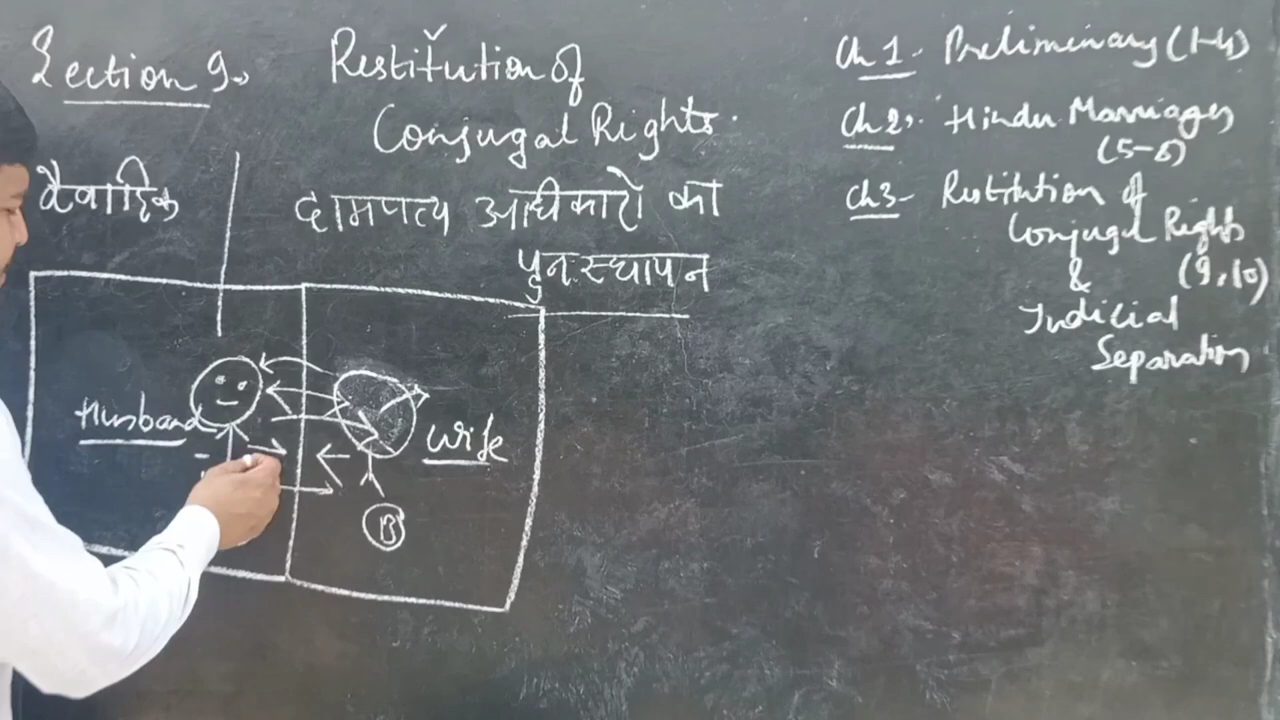 Section 9.
Restitution of
Conjugal Rights.
वैवाहिक
दामपत्य अधिकारो का
पुनःस्थापन
Husband
wife
B
Ch 1. Preliminary (1-4)
Ch 2. Hindu Marriages
(5-8)
Ch 3- Restitution of
Conjugal Rights
& (9,10)
Judicial
Separation